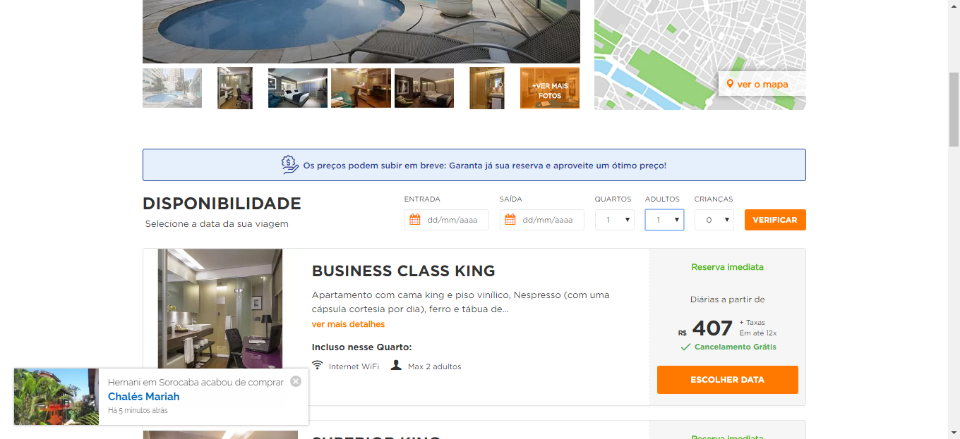 +VER MAIS
FOTOS
ver o mapa
Os preços podem subir em breve: Garanta já sua reserva e aproveite um ótimo preço!
DISPONIBILIDADE
Selecione a data da sua viagem
ENTRADA
dd/mm/aaaa
SAÍDA
dd/mm/aaaa
QUARTOS
1
ADULTOS
1
CRIANÇAS
0
VERIFICAR
BUSINESS CLASS KING
Apartamento com cama king e piso vinílico, Nespresso (com uma
cápsula cortesia por dia), ferro e tábua de...
ver mais detalhes
Incluso nesse Quarto:
Internet WiFi
Max 2 adultos
Reserva imediata
Diárias a partir de
R$ 407
+ Taxas
Em até 12x
Cancelamento Grátis
ESCOLHER DATA
Hernani em Sorocaba acabou de comprar
Chalés Mariah
Há 5 minutos atrás
SUPERIOR KING
Reserva imediata